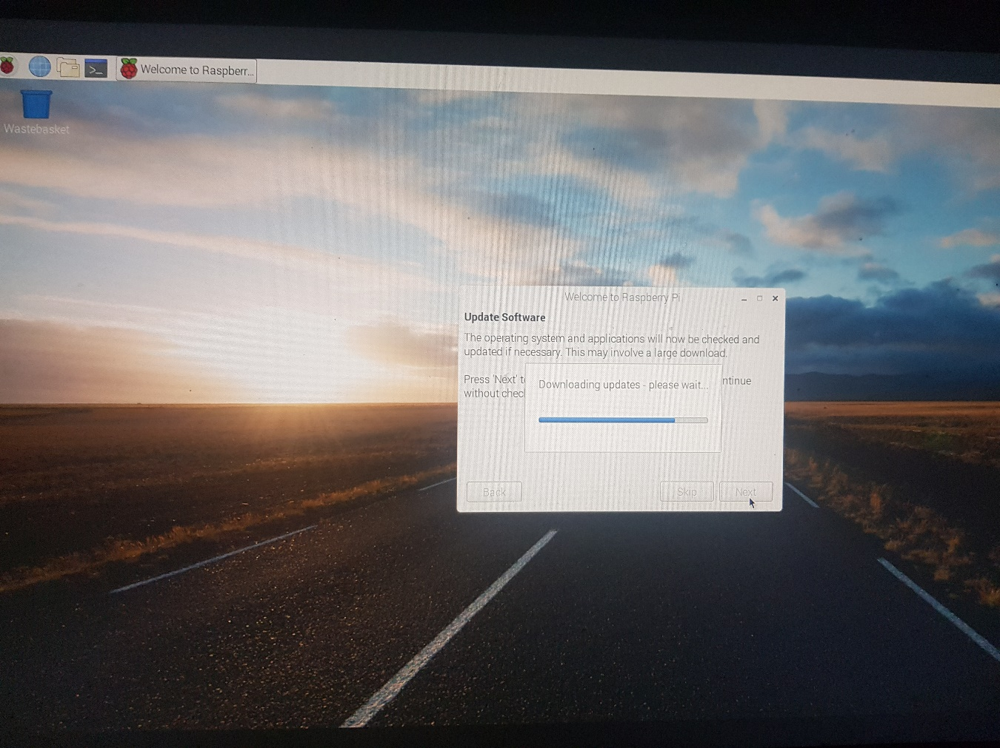 Welcome to Raspberr...
Wastebasket
Welcome to Raspberry Pi
Update Software
The operating system and applications will now be checked and
updated if necessary. This may involve a large download.
Press 'Next' to
ntinue
without chec
Downloading updates - please wait...
Back
Skip
Next